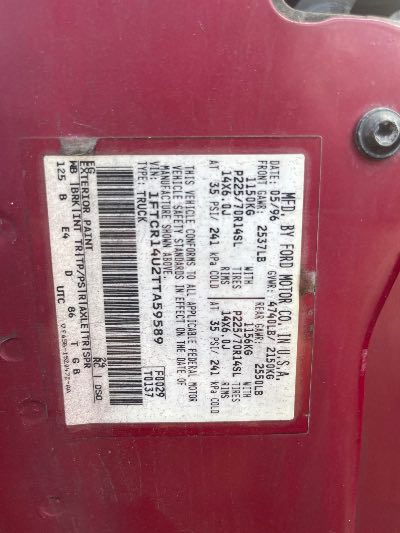 MFD. BY FORD MOTOR CO. IN U.S.A.
DATE: 05/96 GVWR: 4740LB/ 2150KG
FRONT GAWR: 2537LB REAR GAWR: 2550LB
1150KG WITH 1156KG WITH
P225/70R14SL TIRES P225/70R14SL TIRES
14X6.0J RIMS 14X6.0J RIMS
AT 35 PSI/ 241 kPa COLD AT 35 PSI/ 241 kPa COLD
THIS VEHICLE CONFORMS TO ALL APPLICABLE FEDERAL MOTOR
VEHICLE SAFETY STANDARDS IN EFFECT ON THE DATE OF
MANUFACTURE SHOWN ABOVE.
VIN: 1FTCR14U2TTA59589 F0029
TYPE: TRUCK T0137
EXTERIOR PAINT RC: 24 DSO:
WB BRK INT TR TP/PS R AXLE TR SPR
125 B E4 D 86 T GB
UTC